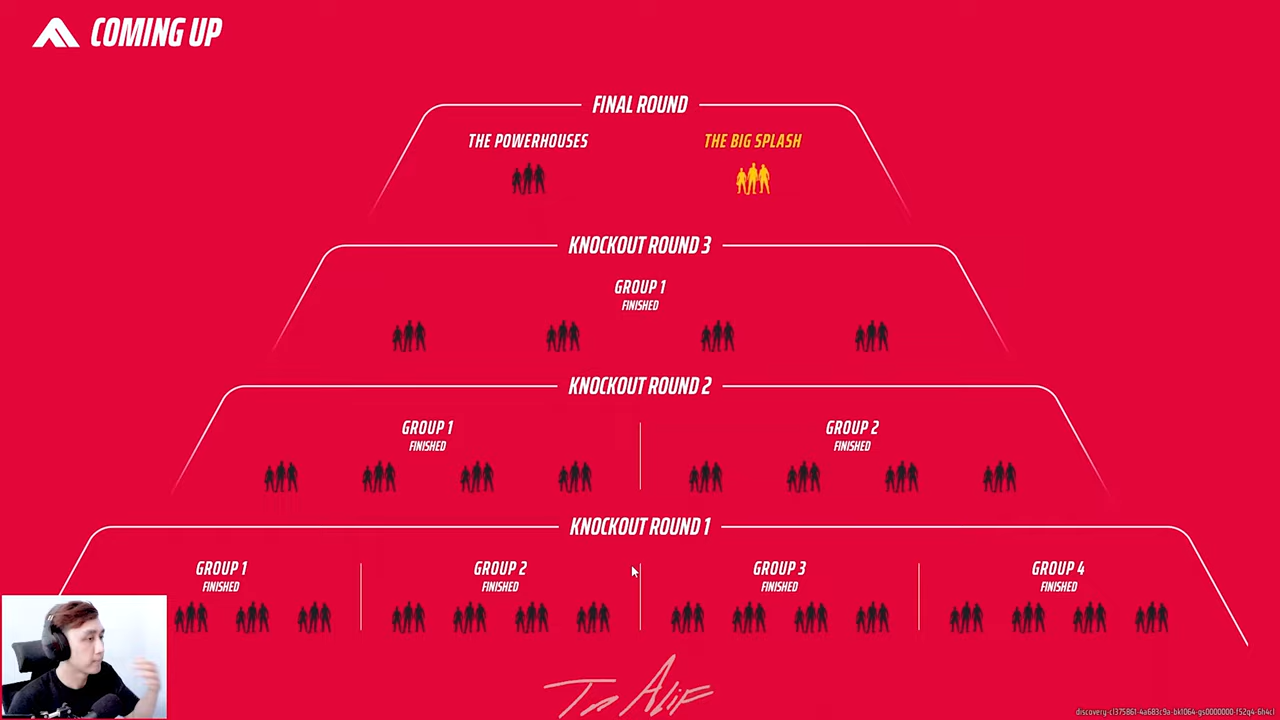 COMING UP
FINAL ROUND
THE POWERHOUSES
THE BIG SPLASH
KNOCKOUT ROUND 3
GROUP 1
FINISHED
KNOCKOUT ROUND 2
GROUP 1
FINISHED
GROUP 2
FINISHED
KNOCKOUT ROUND 1
GROUP 1
FINISHED
GROUP 2
FINISHED
GROUP 3
FINISHED
GROUP 4
FINISHED